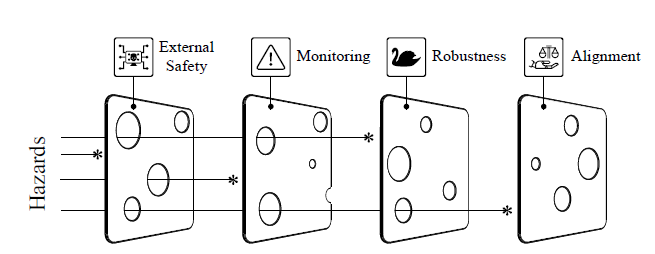 External
Safety
Monitoring
Robustness
Alignment
Hazards